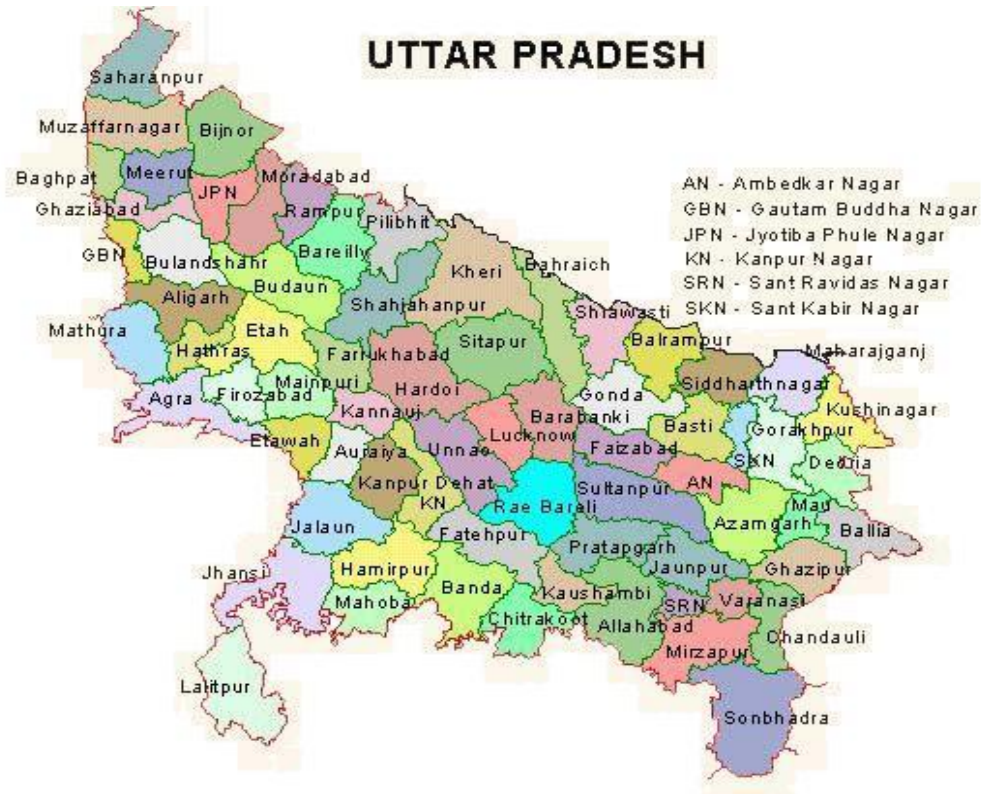 UTTAR PRADESH
Saharanpur
Muzaffarnagar
Bijnor
Baghpat
Meerut
JPN
Moradabad
Ghaziabad
Rampur
Pilibhit
GBN
Bulandshahr
Bareilly
Budaun
Kheri
Bahraich
Aligarh
Shahjahanpur
Shrawasti
Mathura
Hathras
Etah
Farrukhabad
Sitapur
Balrampur
Maharajganj
Agra
Firozabad
Mainpuri
Hardoi
Gonda
Siddharthnagar
Kannauj
Barabanki
Basti
Kushinagar
Gorakhpur
Etawah
Auraiya
Unnao
Lucknow
Faizabad
SKN
Deoria
Kanpur Dehat
KN
Rae Bareli
Sultanpur
AN
Azamgarh
Mau
Ballia
Jalaun
Fatehpur
Pratapgarh
Jaunpur
Ghazipur
Jhansi
Hamirpur
Banda
Kaushambi
SRN
Varanasi
Mahoba
Chitrakoot
Allahabad
Mirzapur
Chandauli
Lalitpur
Sonbhadra
AN - Ambedkar Nagar
GBN - Gautam Buddha Nagar
JPN - Jyotiba Phule Nagar
KN - Kanpur Nagar
SRN - Sant Ravidas Nagar
SKN - Sant Kabir Nagar